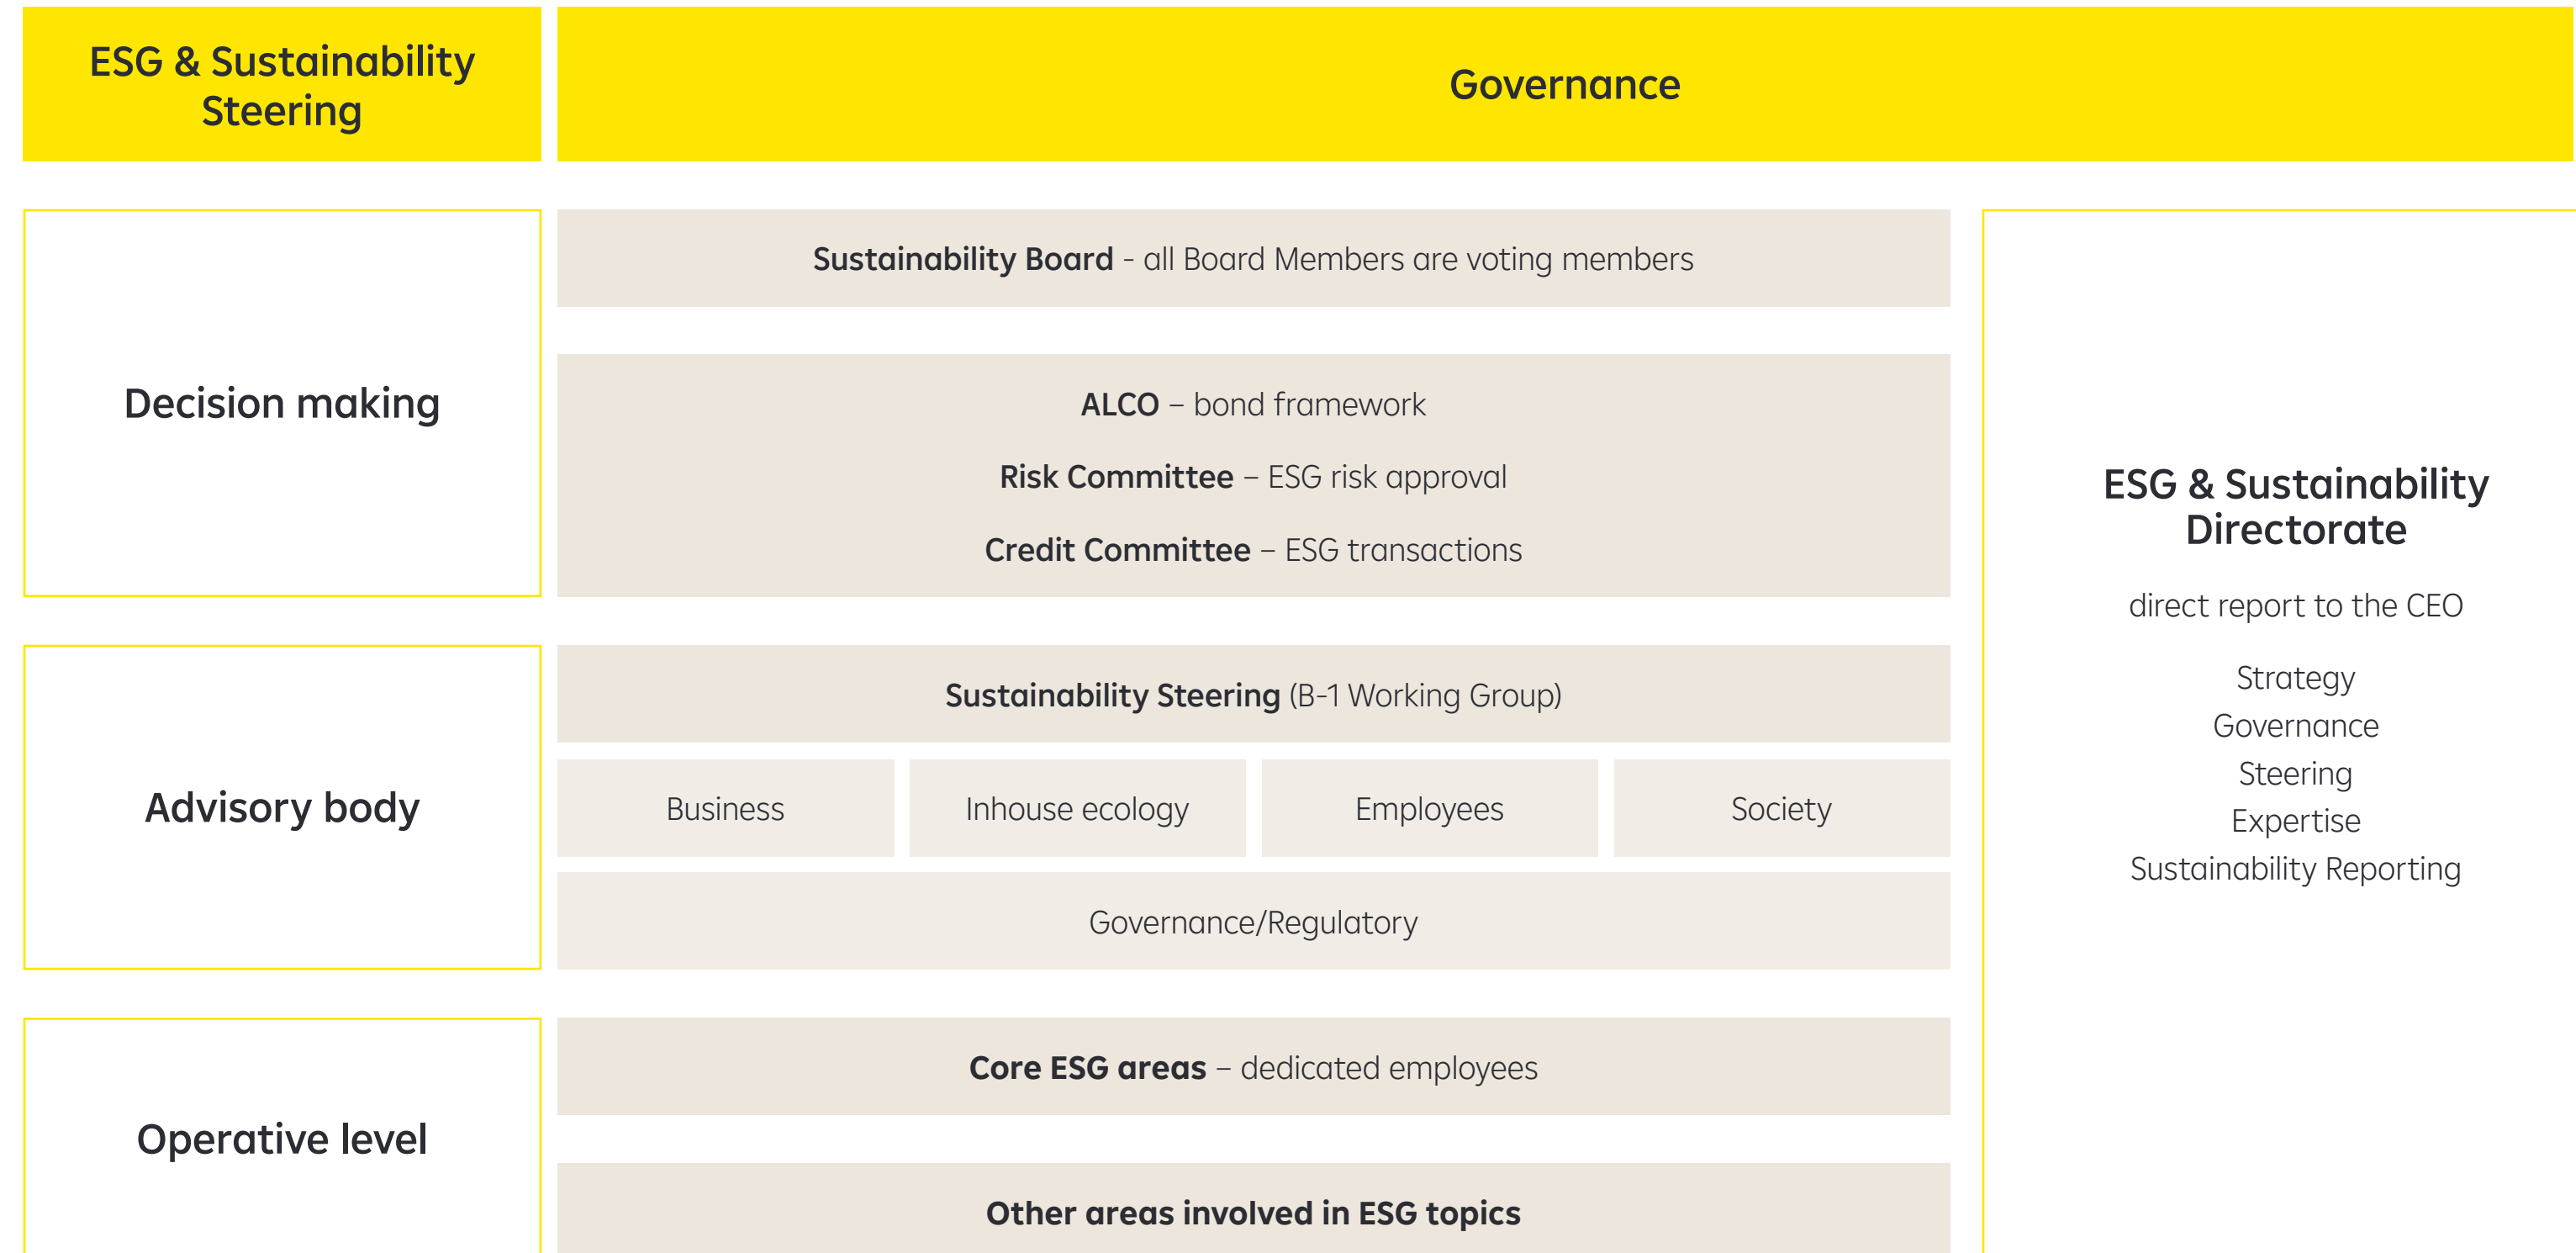 ESG & Sustainability
Steering
Governance
Decision making
Sustainability Board - all Board Members are voting members
ALCO – bond framework
Risk Committee – ESG risk approval
Credit Committee – ESG transactions
Advisory body
Sustainability Steering (B-1 Working Group)
Business
Inhouse ecology
Employees
Society
Governance/Regulatory
Operative level
Core ESG areas – dedicated employees
Other areas involved in ESG topics
ESG & Sustainability
Directorate
direct report to the CEO
Strategy
Governance
Steering
Expertise
Sustainability Reporting